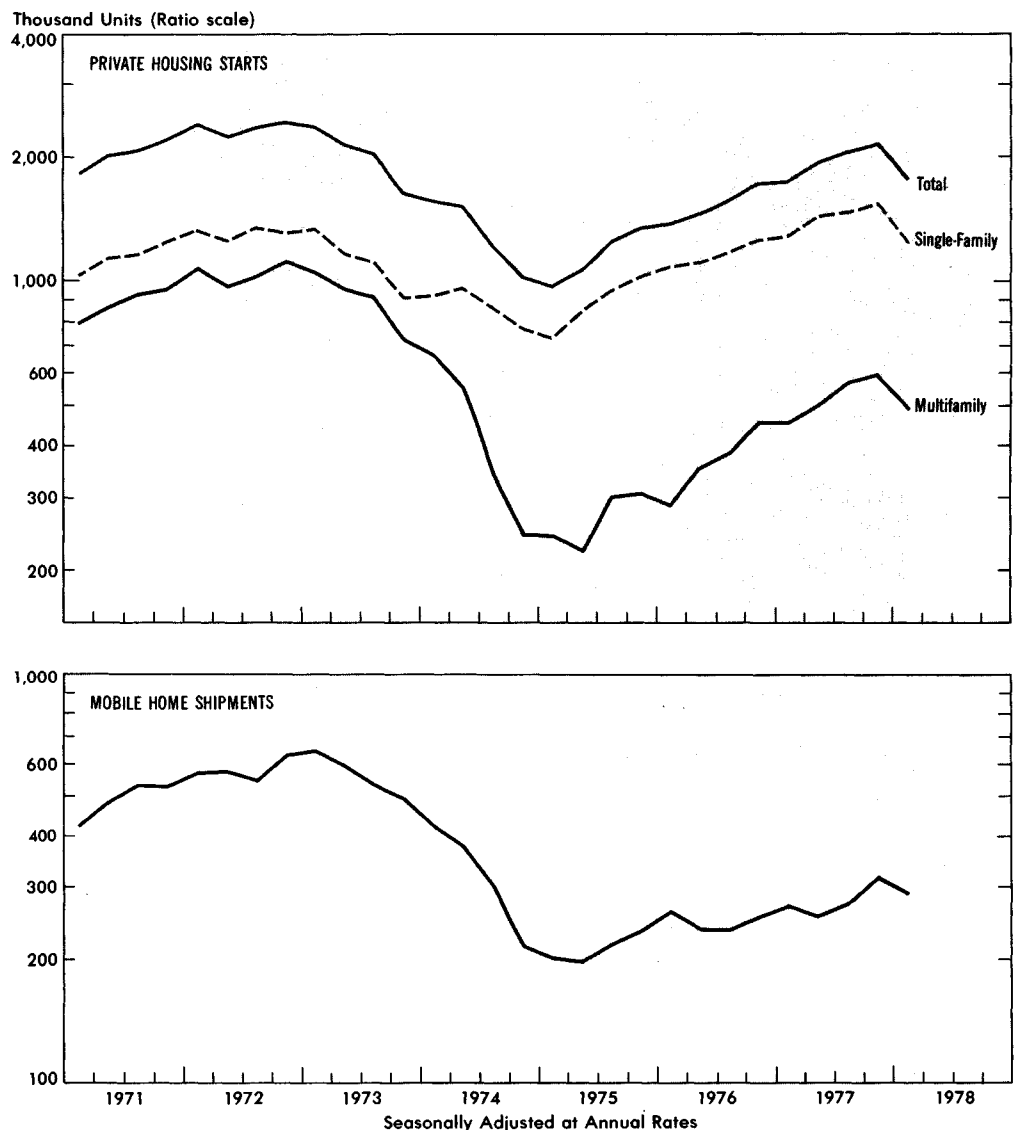 Thousand Units (Ratio scale)
4,000
PRIVATE HOUSING STARTS
2,000
Total
Single-Family
1,000
600
Multifamily
400
300
200
1,000
MOBILE HOME SHIPMENTS
600
400
300
200
100
1971 1972 1973 1974 1975 1976 1977 1978
Seasonally Adjusted at Annual Rates